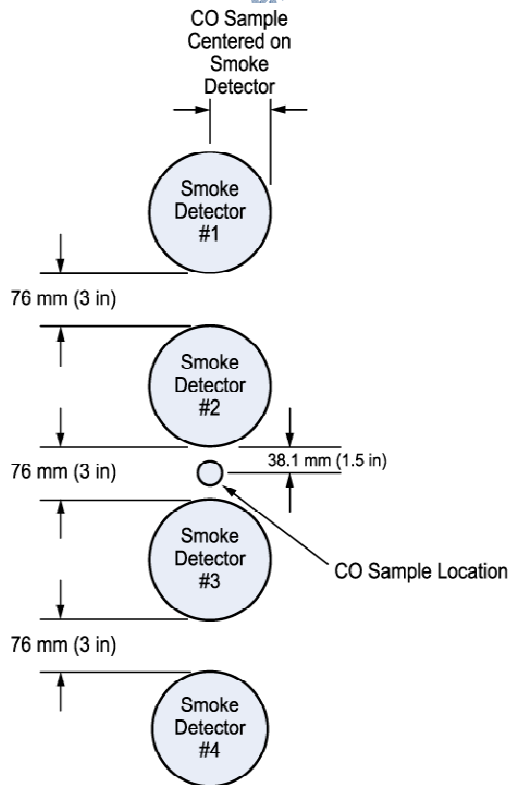 CO Sample
Centered on
Smoke
Detector
Smoke
Detector
#1
76 mm (3 in)
Smoke
Detector
#2
38.1 mm (1.5 in)
76 mm (3 in)
Smoke
Detector
#3
CO Sample Location
76 mm (3 in)
Smoke
Detector
#4